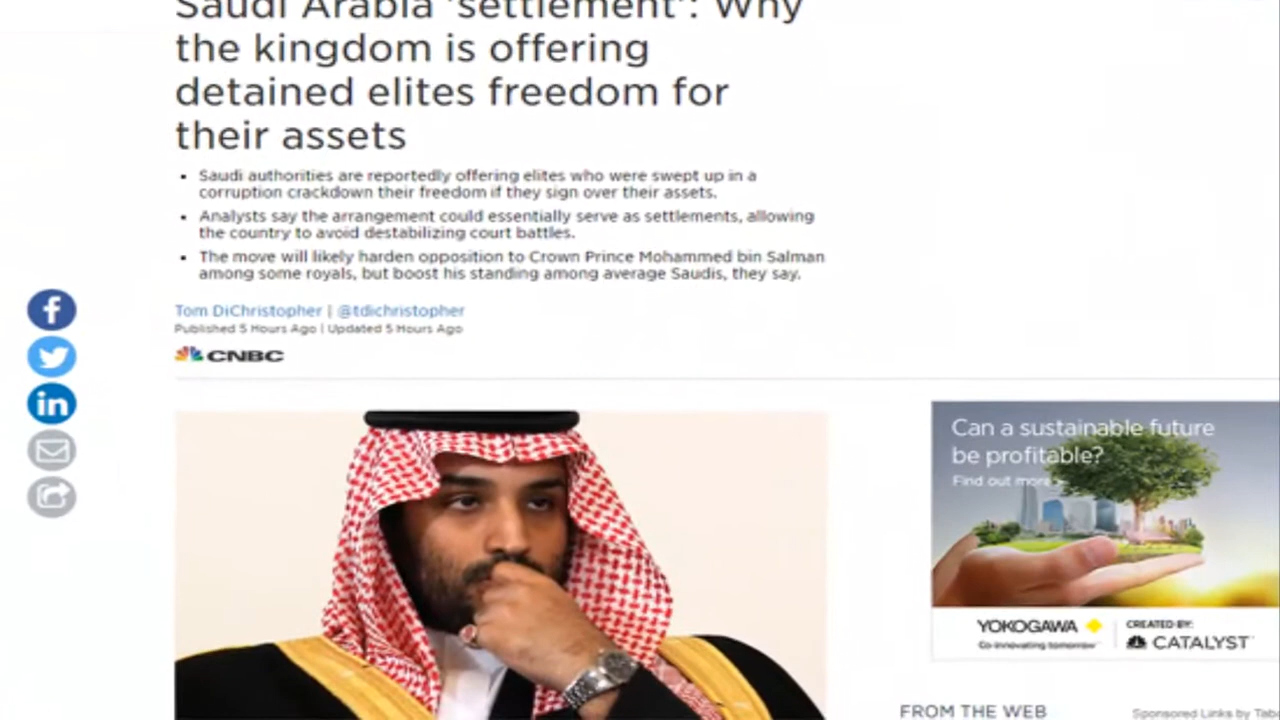 Saudi Arabia 'settlement': Why
the kingdom is offering
detained elites freedom for
their assets
• Saudi authorities are reportedly offering elites who were swept up in a
corruption crackdown their freedom if they sign over their assets.
• Analysts say the arrangement could essentially serve as settlements, allowing
the country to avoid destabilizing court battles.
• The move will likely harden opposition to Crown Prince Mohammed bin Salman
among some royals, but boost his standing among average Saudis, they say.
Tom DiChristopher | @tdichristopher
Published 5 Hours Ago | Updated 5 Hours Ago
CNBC
f
in
Can a sustainable future
be profitable?
Find out more >
YOKOGAWA
Co-innovating tomorrow™
CREATED BY:
CATALYST
FROM THE WEB
Sponsored Links by